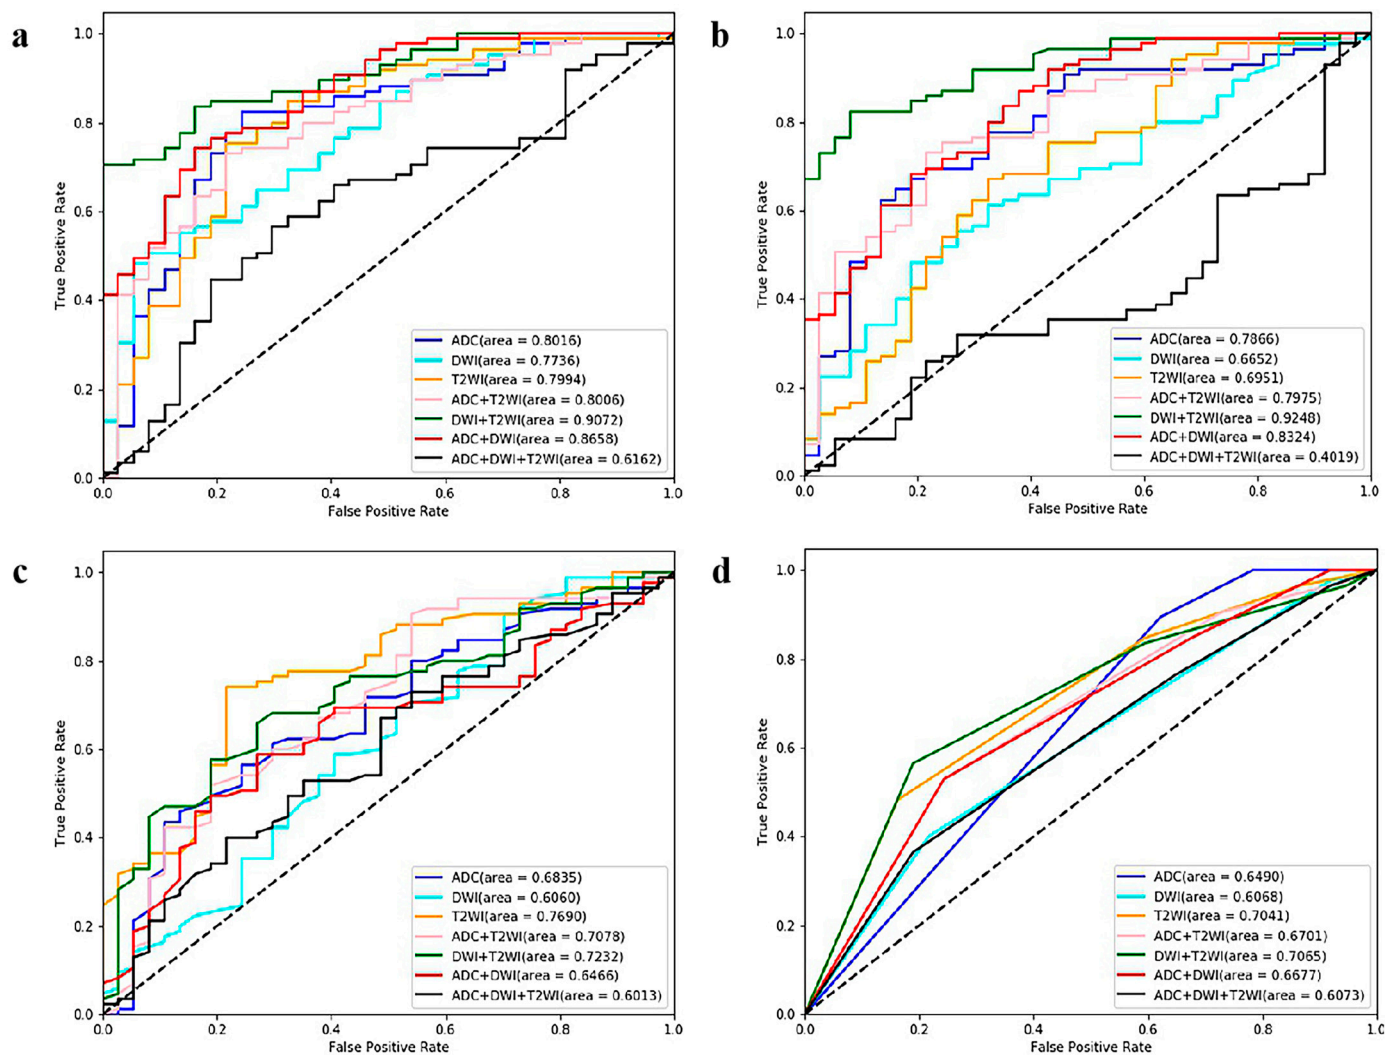 a
1.0
0.8
0.6
0.4
0.2
0.0
True Positive Rate
ADC(area = 0.8016)
DWI(area = 0.7736)
T2WI(area = 0.7994)
ADC+T2WI(area = 0.8006)
DWI+T2WI(area = 0.9072)
ADC+DWI(area = 0.8658)
ADC+DWI+T2WI(area = 0.6162)
0.0 0.2 0.4 0.6 0.8 1.0
False Positive Rate
b
1.0
0.8
0.6
0.4
0.2
0.0
True Positive Rate
ADC(area = 0.7866)
DWI(area = 0.6652)
T2WI(area = 0.6951)
ADC+T2WI(area = 0.7975)
DWI+T2WI(area = 0.9248)
ADC+DWI(area = 0.8324)
ADC+DWI+T2WI(area = 0.4019)
0.0 0.2 0.4 0.6 0.8 1.0
False Positive Rate
c
1.0
0.8
0.6
0.4
0.2
0.0
True Positive Rate
ADC(area = 0.6835)
DWI(area = 0.6060)
T2WI(area = 0.7690)
ADC+T2WI(area = 0.7078)
DWI+T2WI(area = 0.7232)
ADC+DWI(area = 0.6466)
ADC+DWI+T2WI(area = 0.6013)
0.0 0.2 0.4 0.6 0.8 1.0
False Positive Rate
d
1.0
0.8
0.6
0.4
0.2
0.0
True Positive Rate
ADC(area = 0.6490)
DWI(area = 0.6068)
T2WI(area = 0.7041)
ADC+T2WI(area = 0.6701)
DWI+T2WI(area = 0.7065)
ADC+DWI(area = 0.6677)
ADC+DWI+T2WI(area = 0.6073)
0.0 0.2 0.4 0.6 0.8 1.0
False Positive Rate